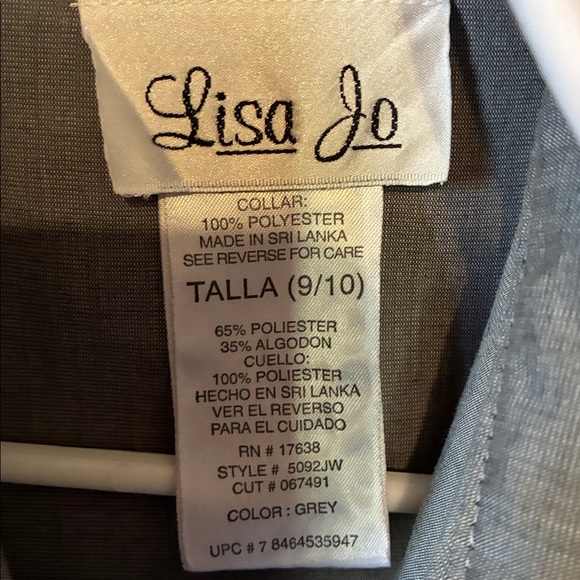 Lisa Jo
COLLAR:
100% POLYESTER
MADE IN SRI LANKA
SEE REVERSE FOR CARE
TALLA (9/10)
65% POLIESTER
35% ALGODON
CUELLO:
100% POLIESTER
HECHO EN SRI LANKA
VER EL REVERSO
PARA EL CUIDADO
RN # 17638
STYLE # 5092JW
CUT # 067491
COLOR : GREY
UPC # 7 8464535947